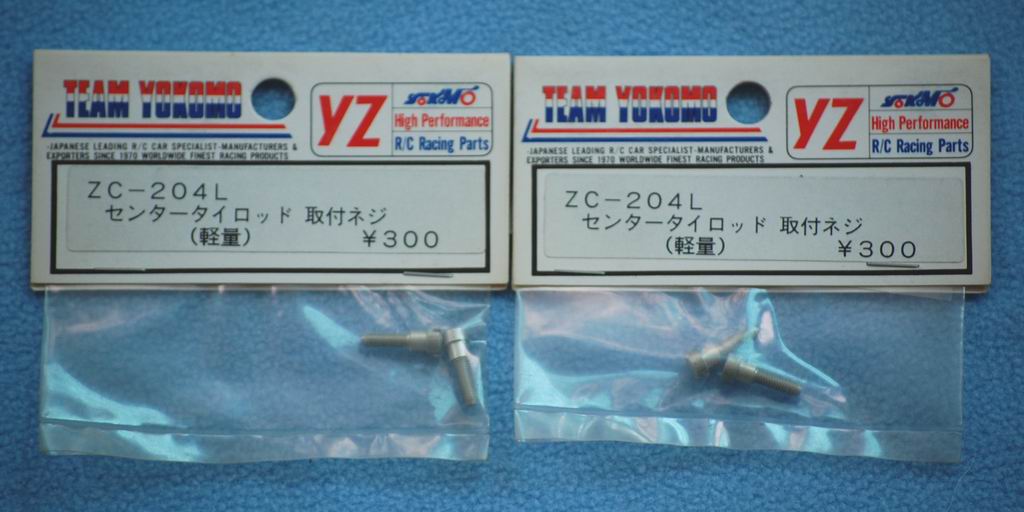 TEAM YOKOMO
-JAPANESE LEADING R/C CAR SPECIALIST-MANUFACTURERS &
EXPORTERS SINCE 1970 WORLDWIDE FINEST RACING PRODUCTS
YZ
YOKOMO
High Performance
R/C Racing Parts
ZC-204L
センタータイロッド 取付ネジ
(軽量) ¥300
TEAM YOKOMO
-JAPANESE LEADING R/C CAR SPECIALIST-MANUFACTURERS &
EXPORTERS SINCE 1970 WORLDWIDE FINEST RACING PRODUCTS
YZ
YOKOMO
High Performance
R/C Racing Parts
ZC-204L
センタータイロッド 取付ネジ
(軽量) ¥300